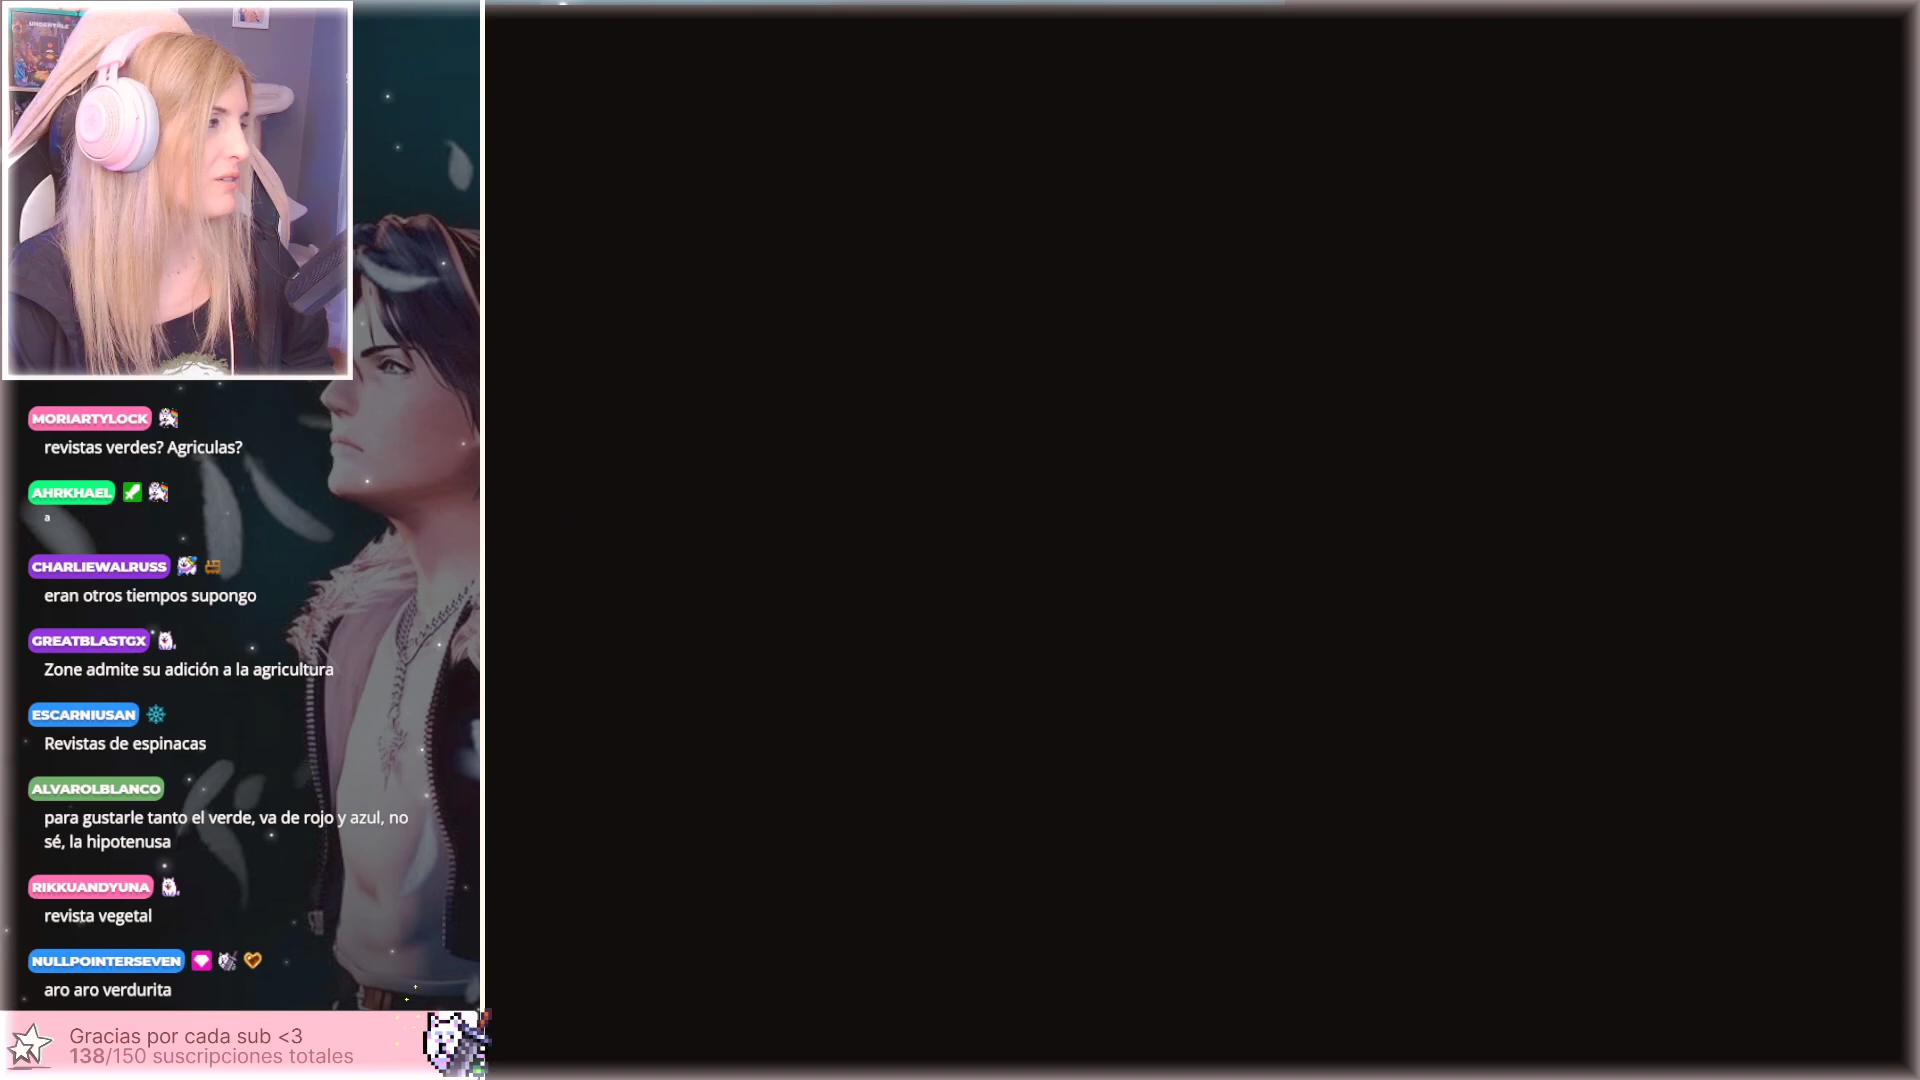 UNDERTALE
MORIARTYLOCK
revistas verdes? Agriculas?
AHRKHAEL
a
CHARLIEWALRUSS
eran otros tiempos supongo
GREATBLASTGX
Zone admite su adición a la agricultura
ESCARNIUSAN
Revistas de espinacas
ALVAROLBLANCO
para gustarle tanto el verde, va de rojo y azul, no
sé, la hipotenusa
RIKKUANDYUNA
revista vegetal
NULLPOINTERSEVEN
aro aro verdurita
Gracias por cada sub <3
138/150 suscripciones totales